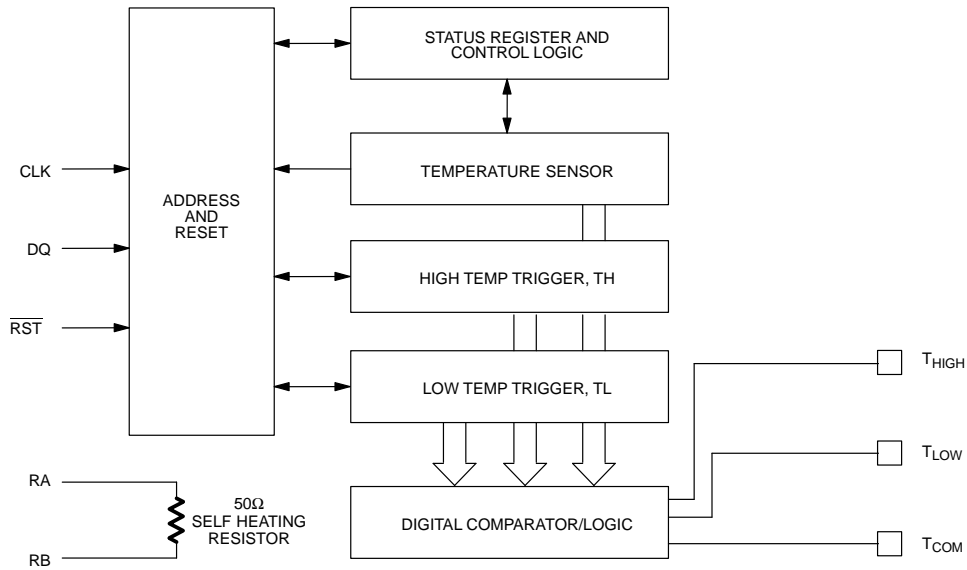 STATUS REGISTER AND
CONTROL LOGIC
CLK
TEMPERATURE SENSOR
ADDRESS
AND
RESET
DQ
HIGH TEMP TRIGGER, TH
RST
LOW TEMP TRIGGER, TL
THIGH
TLOW
RA
50Ω
SELF HEATING
RESISTOR
DIGITAL COMPARATOR/LOGIC
RB
TCOM